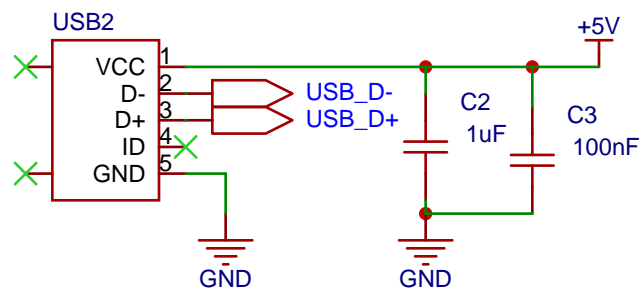 USB2
+5V
VCC 1
D- 2 USB_D-
D+ 3 USB_D+
ID 4
GND 5
C2
1uF
C3
100nF
GND
GND